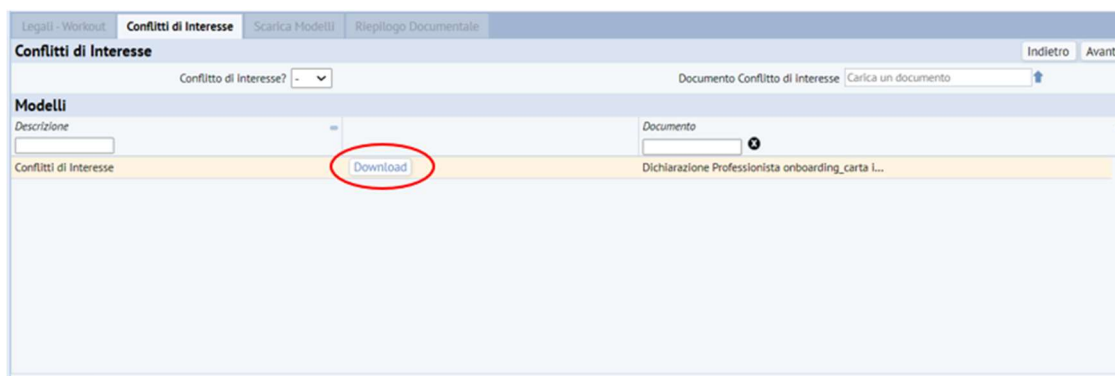 Legali - Workout Conflitti di Interesse Scarica Modelli Riepilogo Documentale
Conflitti di Interesse Indietro Avant
Conflitto di interesse? - Documento Conflitto di interesse Carica un documento
Modelli
Descrizione Documento
Conflitti di Interesse Download Dichiarazione Professionista onboarding_carta i...